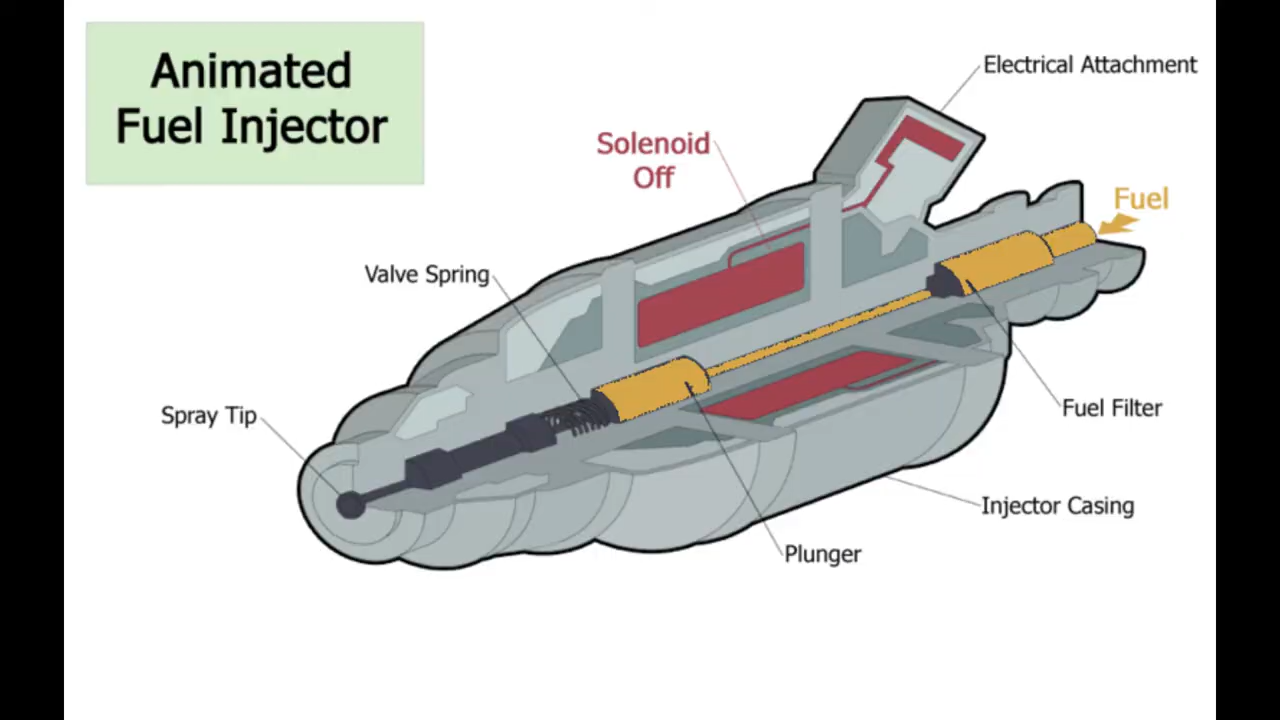 Animated
Fuel Injector
Electrical Attachment
Solenoid
Off
Fuel
Valve Spring
Spray Tip
Fuel Filter
Injector Casing
Plunger